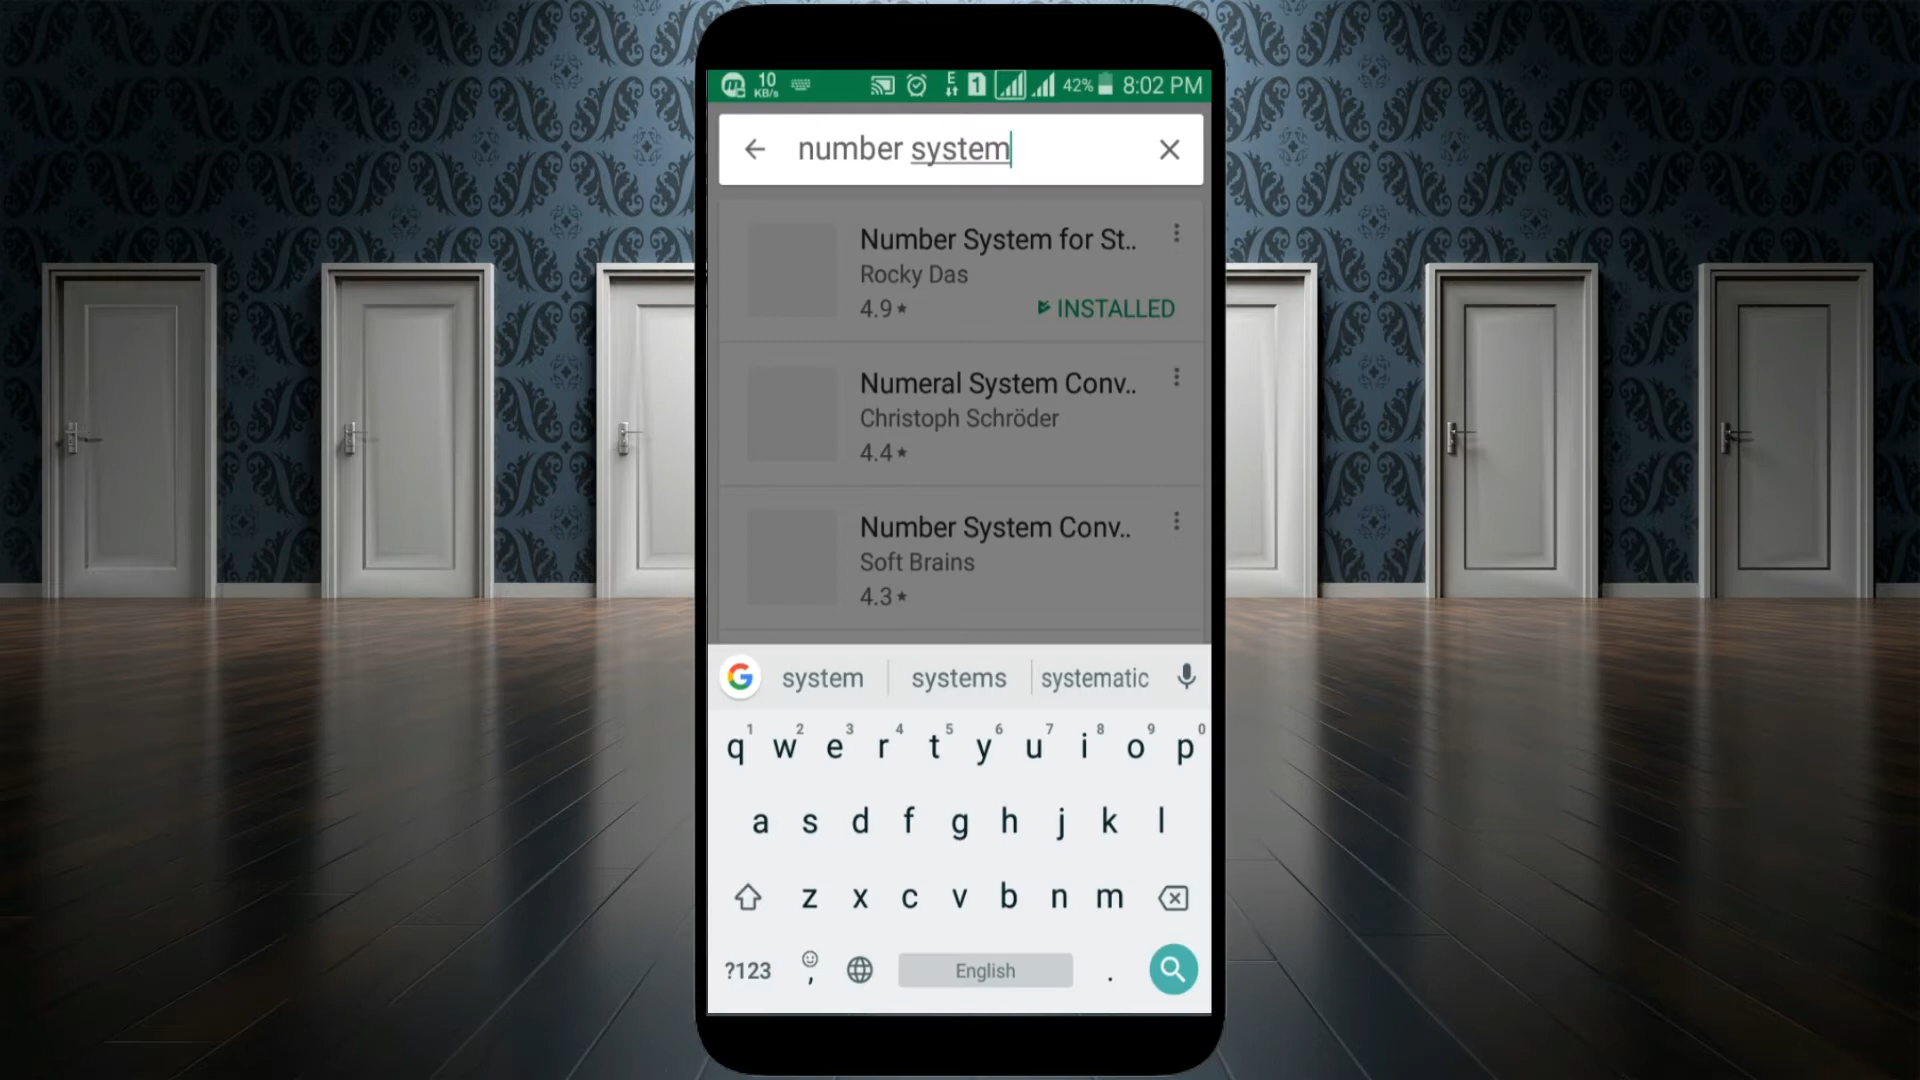 10
KB/s
E
1
42%
8:02 PM
number system
Number System for St..
Rocky Das
4.9★
INSTALLED
Numeral System Conv..
Christoph Schröder
4.4★
Number System Conv..
Soft Brains
4.3★
G
system systems systematic
1 2 3 4 5 6 7 8 9 0
q w e r t y u i o p
a s d f g h j k l
z x c v b n m
?123 , English .